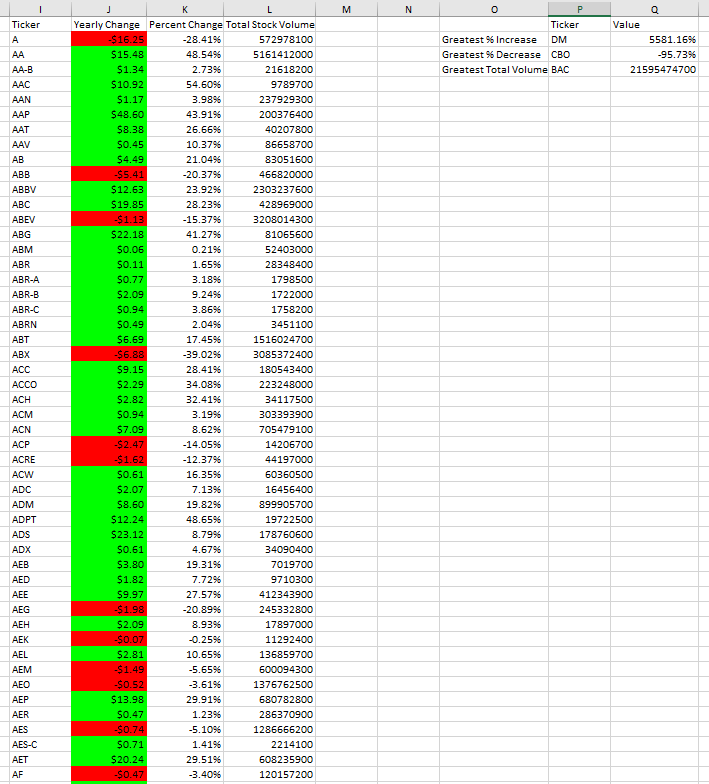 I J K L M N O P Q
Ticker Yearly Change Percent Change Total Stock Volume Ticker Value
A -$16.25 -28.41% 572978100 Greatest % Increase DM 5581.16%
AA $15.48 48.54% 5161412000 Greatest % Decrease CBO -95.73%
AA-B $1.34 2.73% 21618200 Greatest Total Volume BAC 21595474700
AAC $10.92 54.60% 9789700
AAN $1.17 3.98% 237929300
AAP $48.60 43.91% 200376400
AAT $8.38 26.66% 40207800
AAV $0.45 10.37% 86658700
AB $4.49 21.04% 83051600
ABB -$5.41 -20.37% 466820000
ABBV $12.63 23.92% 2303237600
ABC $19.85 28.23% 428969000
ABEV -$1.13 -15.37% 3208014300
ABG $22.18 41.27% 81065600
ABM $0.06 0.21% 52403000
ABR $0.11 1.65% 28348400
ABR-A $0.77 3.18% 1798500
ABR-B $2.09 9.24% 1722000
ABR-C $0.94 3.86% 1758200
ABRN $0.49 2.04% 3451100
ABT $6.69 17.45% 1516024700
ABX -$6.88 -39.02% 3085372400
ACC $9.15 28.41% 180543400
ACCO $2.29 34.08% 223248000
ACH $2.82 32.41% 34117500
ACM $0.94 3.19% 303393900
ACN $7.09 8.62% 705479100
ACP -$2.47 -14.05% 14206700
ACRE -$1.62 -12.37% 44197000
ACW $0.61 16.35% 60360500
ADC $2.07 7.13% 16456400
ADM $8.60 19.82% 899905700
ADPT $12.24 48.65% 19722500
ADS $23.12 8.79% 178760600
ADX $0.61 4.67% 34090400
AEB $3.80 19.31% 7019700
AED $1.82 7.72% 9710300
AEE $9.97 27.57% 412343900
AEG -$1.98 -20.89% 245332800
AEH $2.09 8.93% 17897000
AEK -$0.07 -0.25% 11292400
AEL $2.81 10.65% 136859700
AEM -$1.49 -5.65% 600094300
AEO -$0.52 -3.61% 1376762500
AEP $13.98 29.91% 680782800
AER $0.47 1.23% 286370900
AES -$0.74 -5.10% 1286666200
AES-C $0.71 1.41% 2214100
AET $20.24 29.51% 608235900
AF -$0.47 -3.40% 120157200